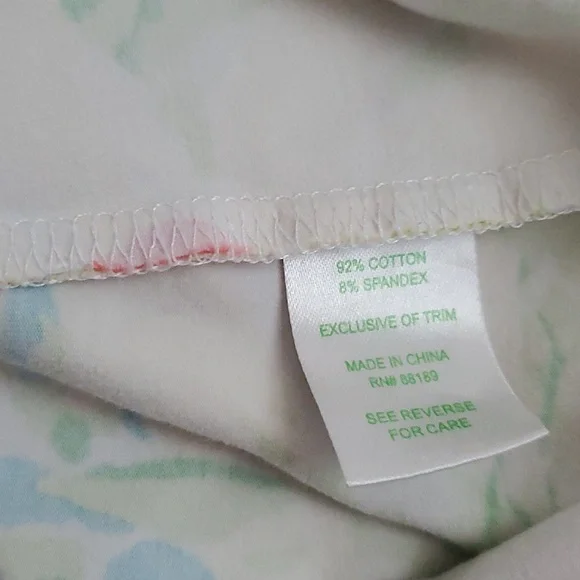 92% COTTON
8% SPANDEX
EXCLUSIVE OF TRIM
MADE IN CHINA
RN# 88189
SEE REVERSE
FOR CARE